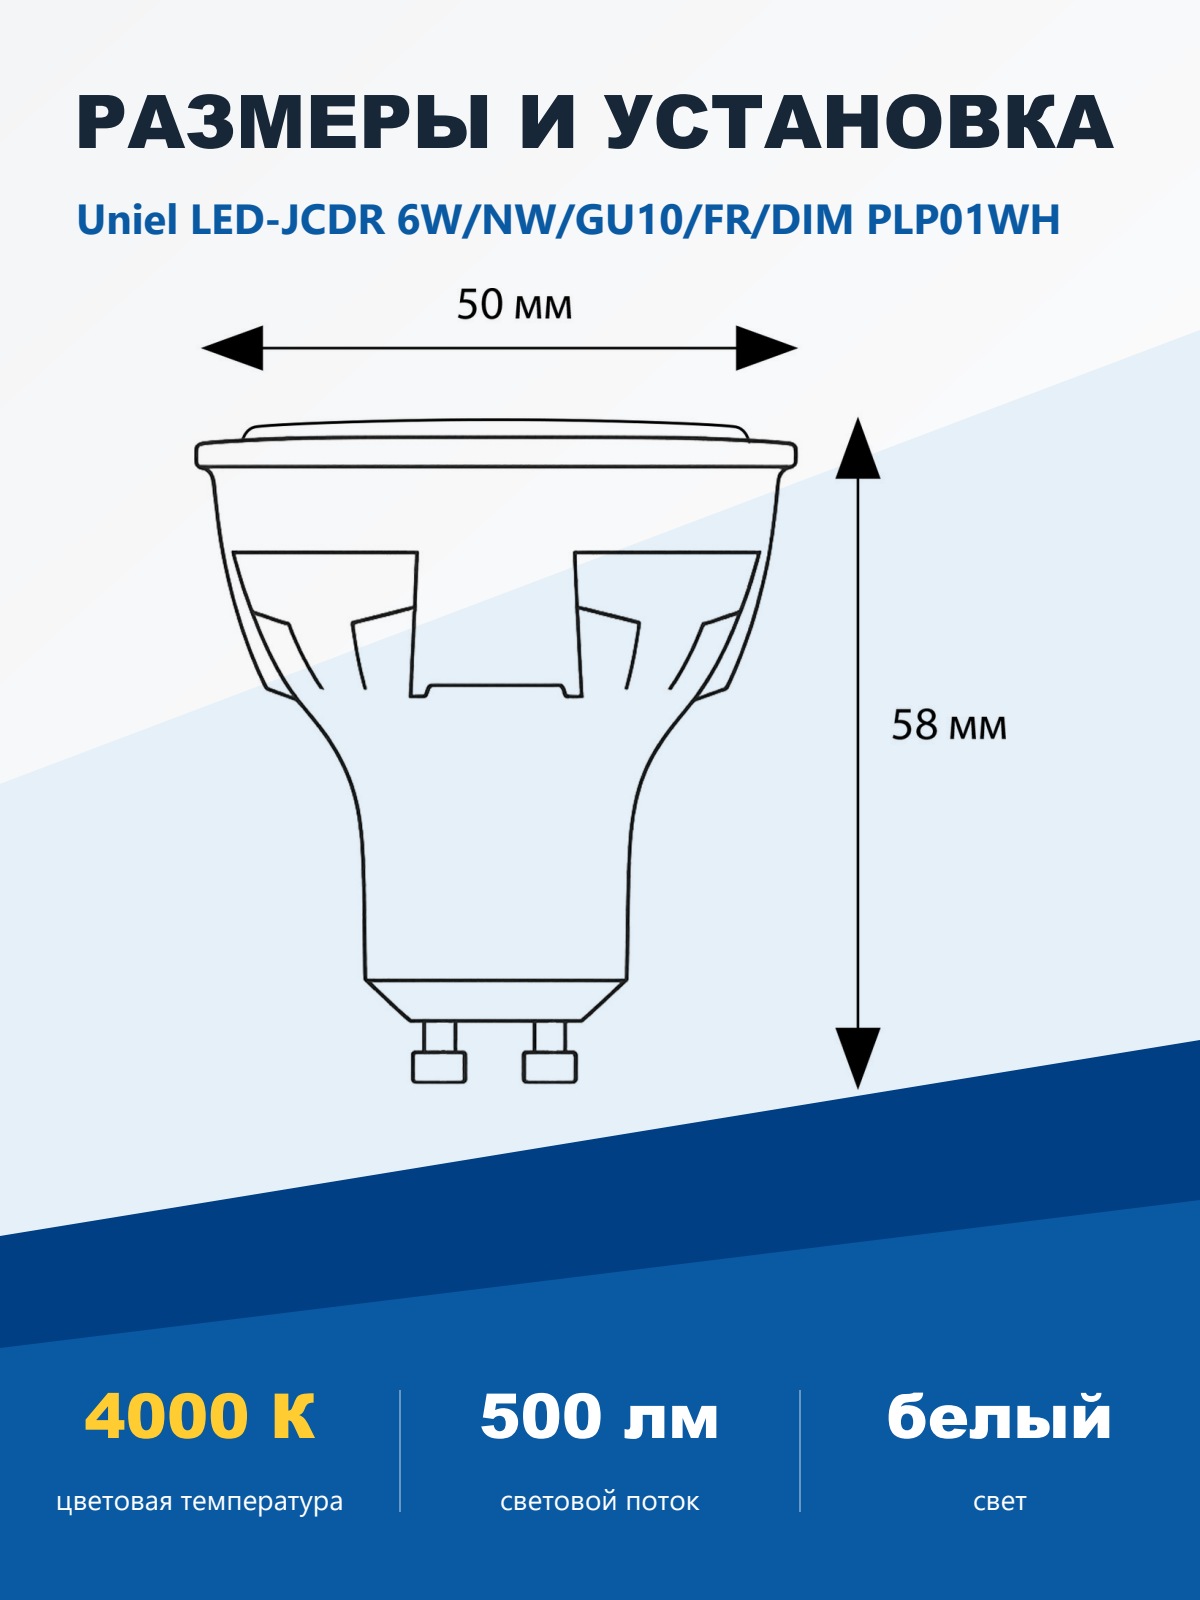 РАЗМЕРЫ И УСТАНОВКА
Uniel LED-JCDR 6W/NW/GU10/FR/DIM PLP01WH
50 мм
58 мм
4000 К
500 лм
белый
цветовая температура
световой поток
свет